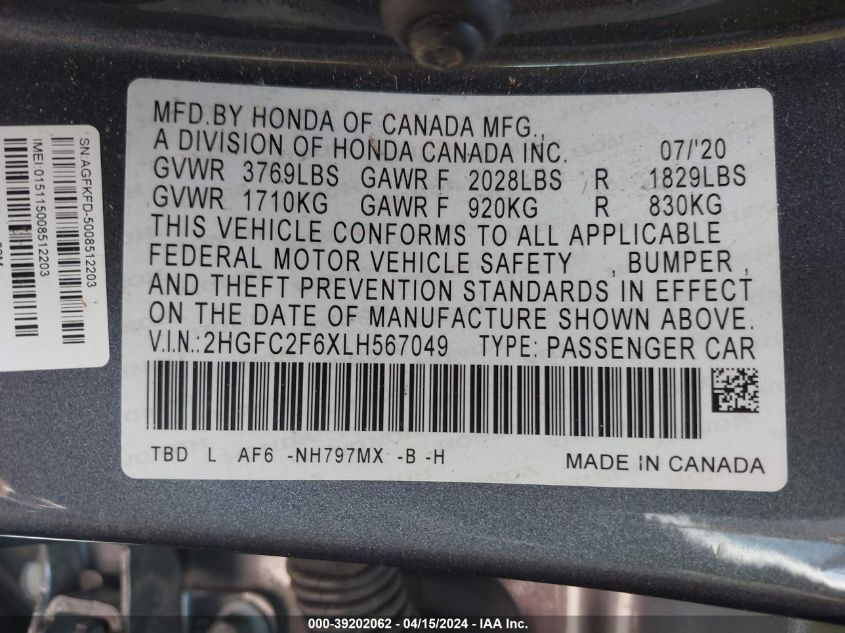 MFD.BY HONDA OF CANADA MFG.,
A DIVISION OF HONDA CANADA INC. 07/'20
GVWR 3769LBS GAWR F 2028LBS R 1829LBS
GVWR 1710KG GAWR F 920KG R 830KG
THIS VEHICLE CONFORMS TO ALL APPLICABLE
FEDERAL MOTOR VEHICLE SAFETY , BUMPER ,
AND THEFT PREVENTION STANDARDS IN EFFECT
ON THE DATE OF MANUFACTURE SHOWN ABOVE.
V.I.N.:2HGFC2F6XLH567049 TYPE: PASSENGER CAR
TBD L AF6 -NH797MX -B -H MADE IN CANADA
SN:AGFKFD-5008512203
IMEI:015115008512203
000-39202062 - 04/15/2024 - IAA Inc.